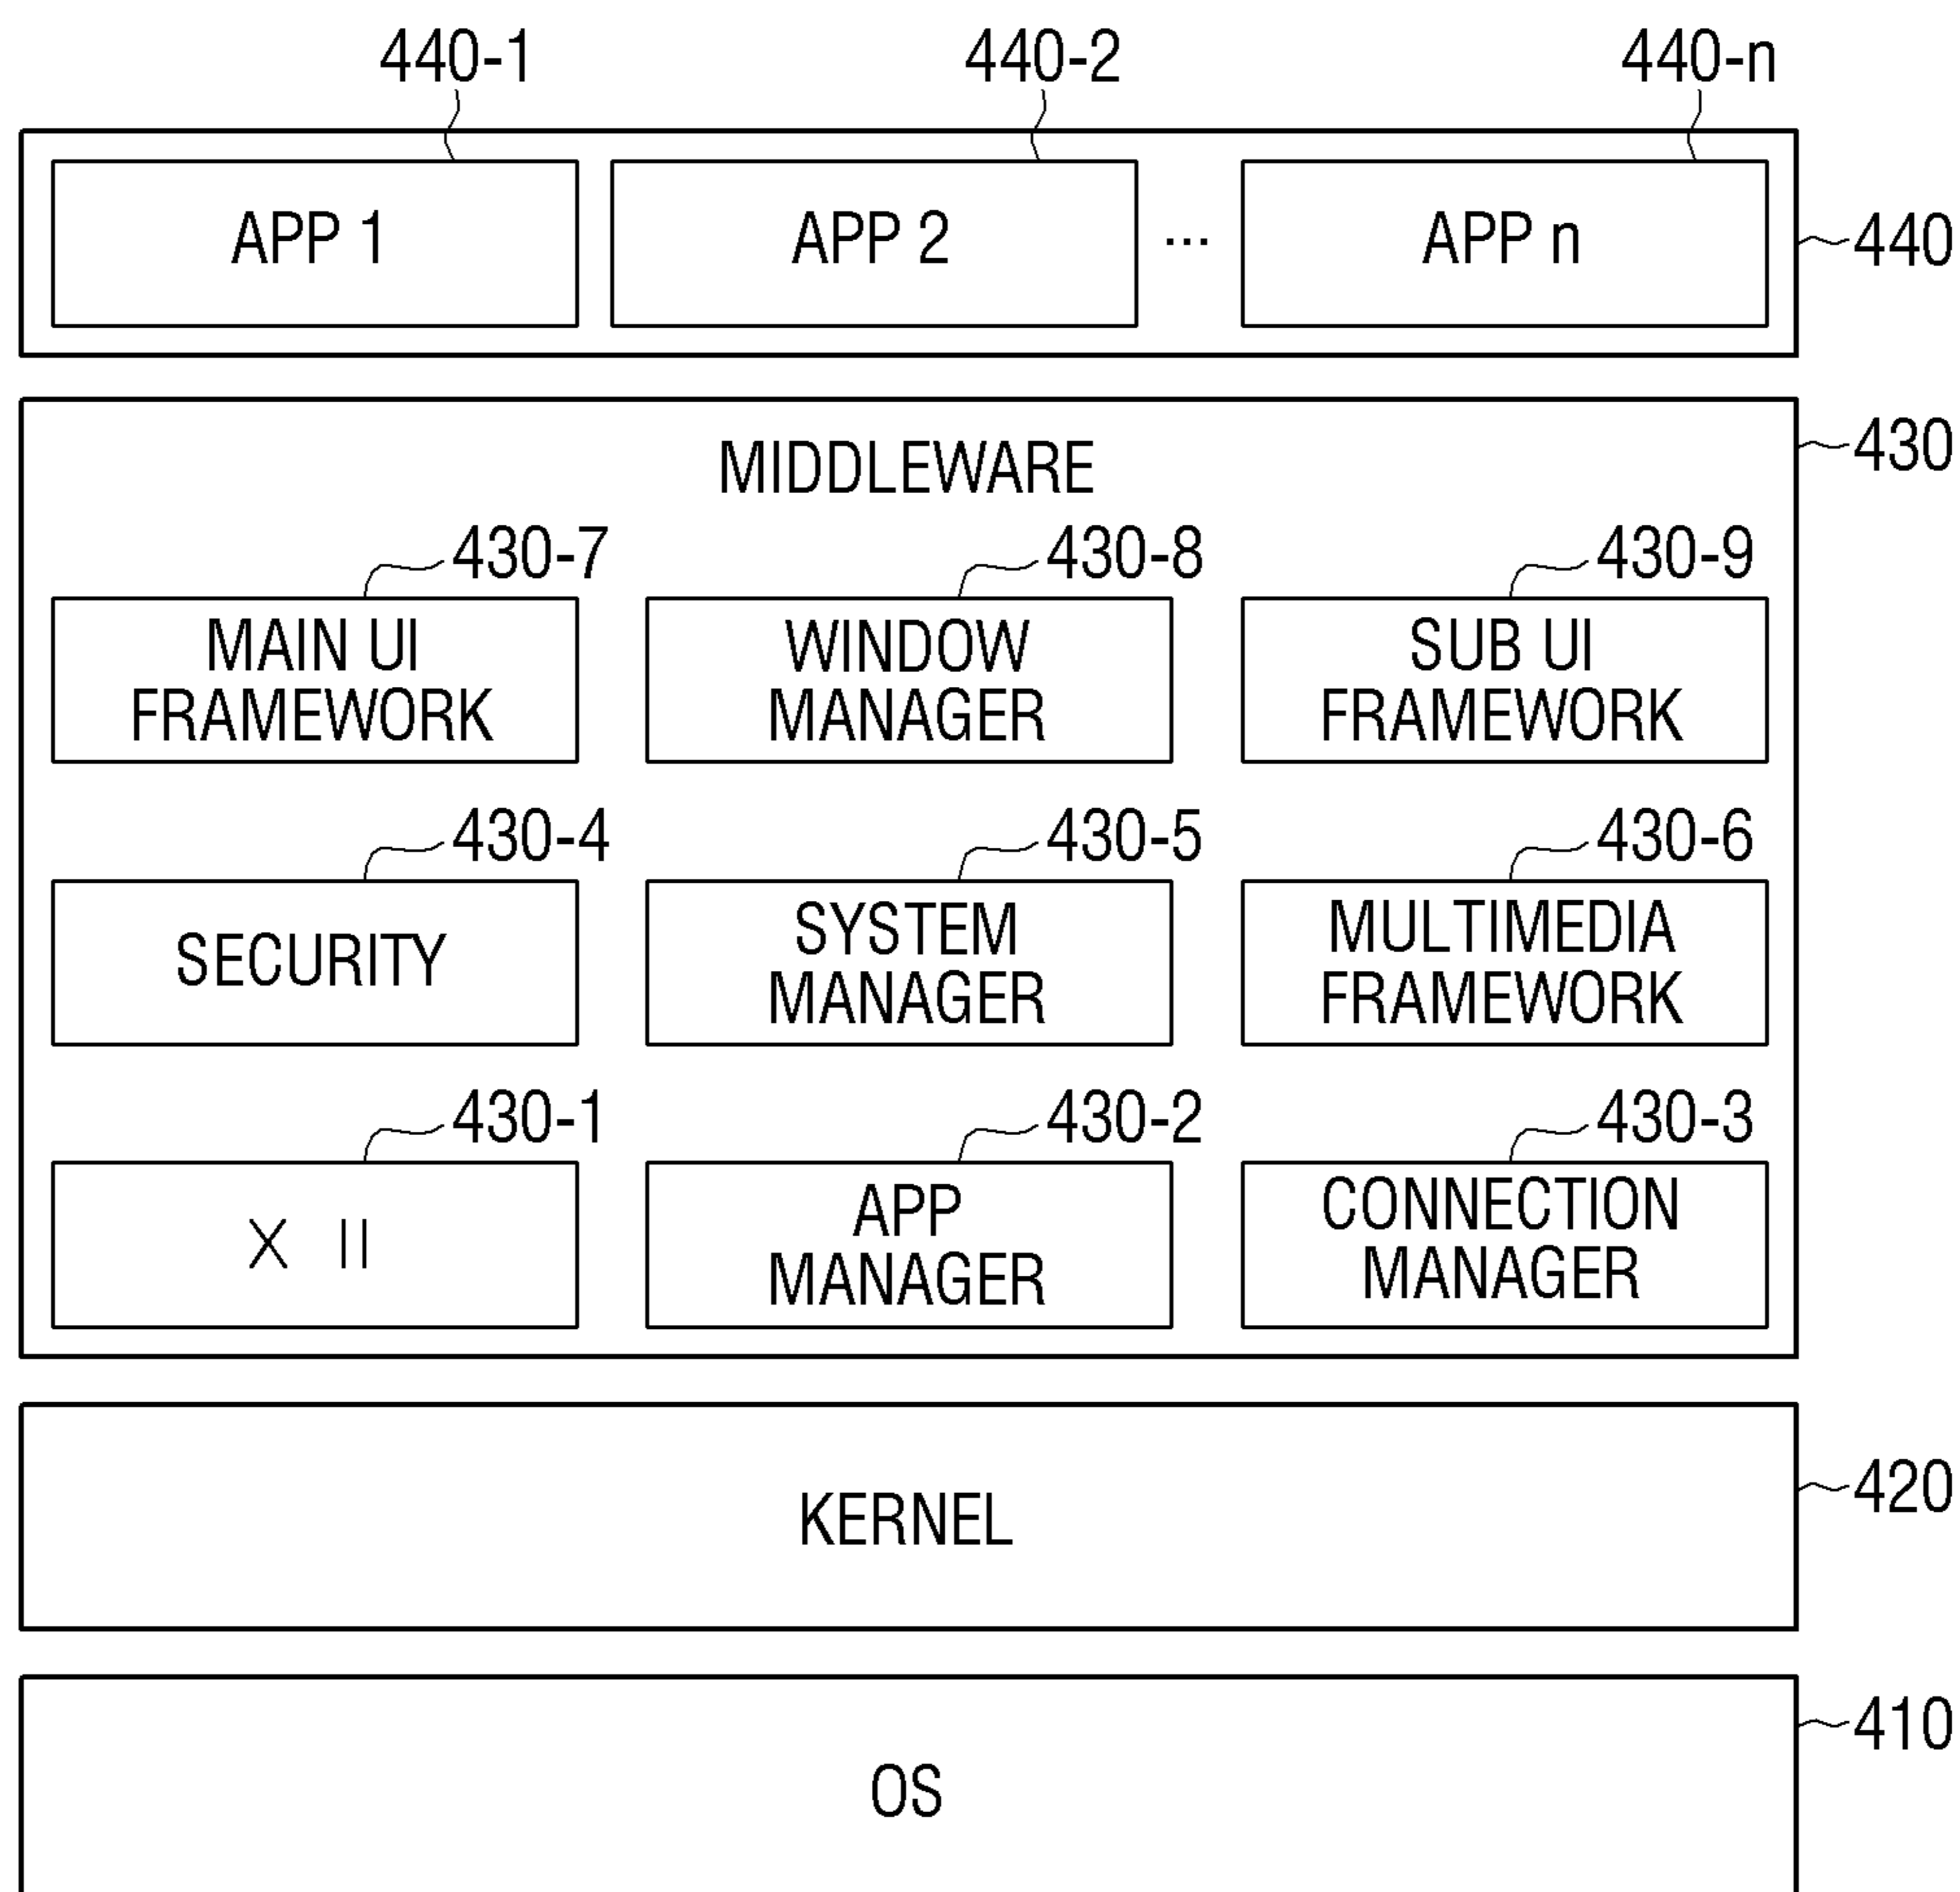 440-1 440-2 440-n
APP 1 APP 2 ... APP n 440
430
MIDDLEWARE
430-7 430-8 430-9
MAIN UI FRAMEWORK
WINDOW MANAGER
SUB UI FRAMEWORK
430-4 430-5 430-6
SECURITY
SYSTEM MANAGER
MULTIMEDIA FRAMEWORK
430-1 430-2 430-3
X 11
APP MANAGER
CONNECTION MANAGER
KERNEL 420
410
OS